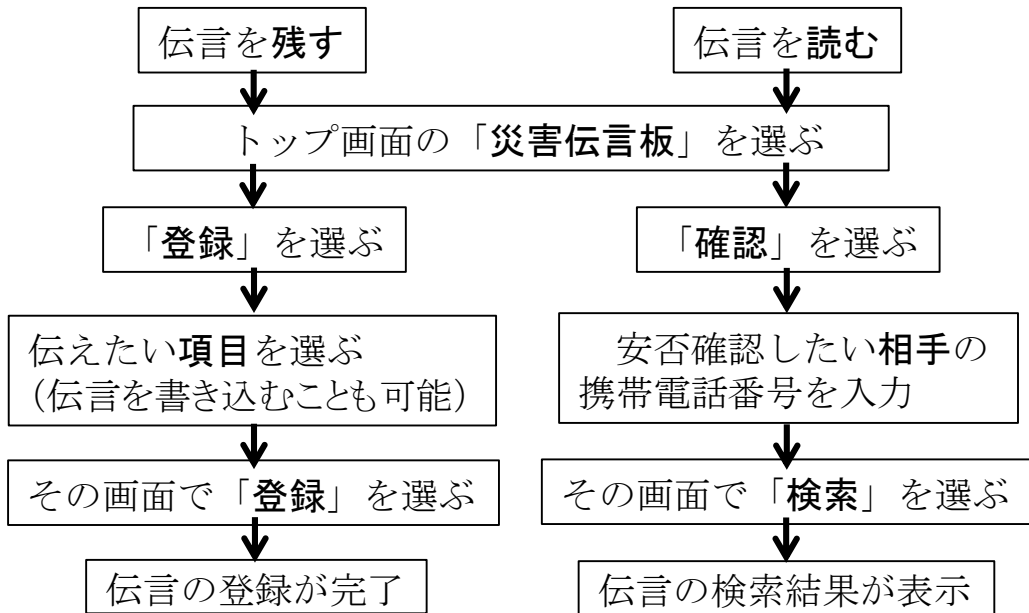 伝言を残す
伝言を読む
トップ画面の「災害伝言板」を選ぶ
「登録」を選ぶ
「確認」を選ぶ
伝えたい項目を選ぶ
（伝言を書き込むことも可能）
安否確認したい相手の
携帯電話番号を入力
その画面で「登録」を選ぶ
その画面で「検索」を選ぶ
伝言の登録が完了
伝言の検索結果が表示